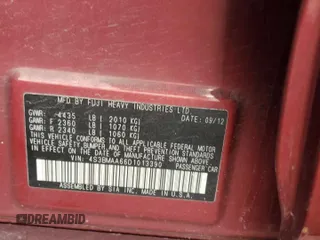 MFD BY FUJI HEAVY INDUSTRIES LTD.
DATE 09/12
GVWR: 4435 LB ( 2010 KG)
GAWR: F 2360 LB ( 1070 KG)
GAWR: R 2340 LB ( 1060 KG)
THIS VEHICLE CONFORMS TO ALL APPLICABLE FEDERAL MOTOR
VEHICLE SAFETY, BUMPER, AND THEFT PREVENTION STANDARDS
IN EFFECT ON THE DATE OF MANUFACTURE SHOWN ABOVE.
VIN: 4S3BMAA66D1013390
PASSENGER CAR
ASSEMBLED BY SIA, INC. MADE IN U.S.A.
DREAMBID